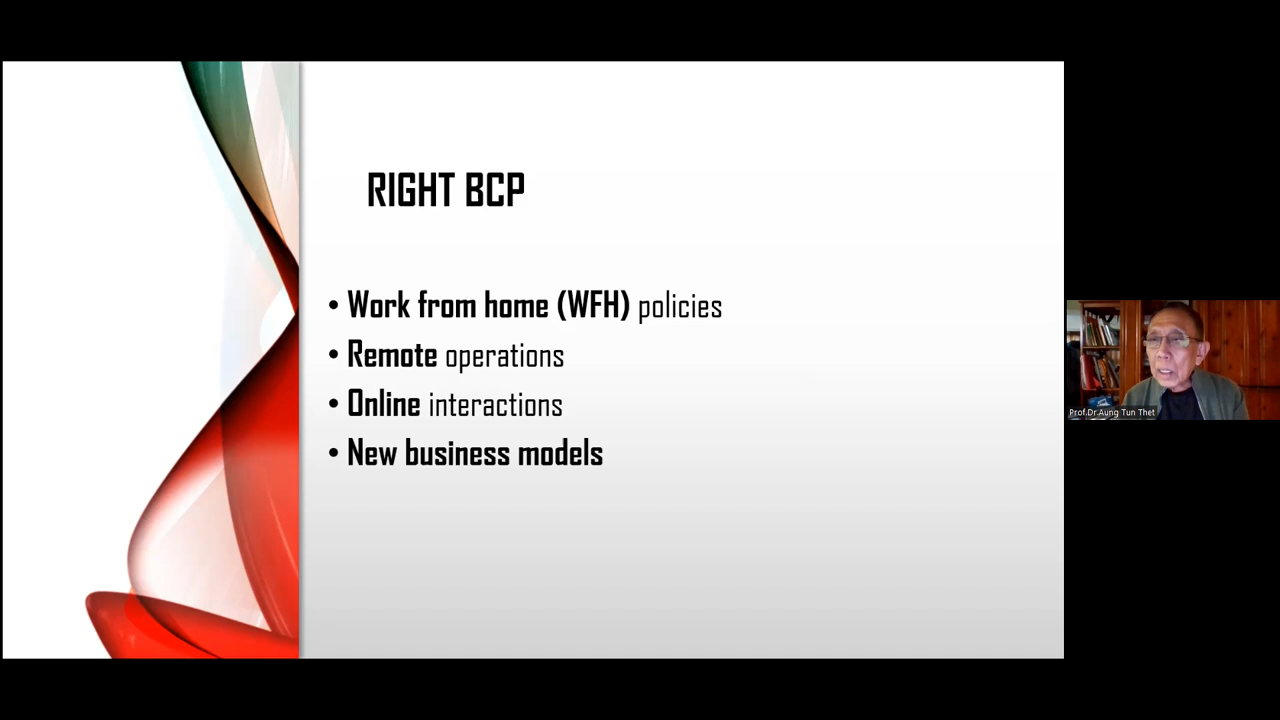 RIGHT BCP
• Work from home (WFH) policies
• Remote operations
• Online interactions
• New business models
Prof.Dr.Aung Tun Thet